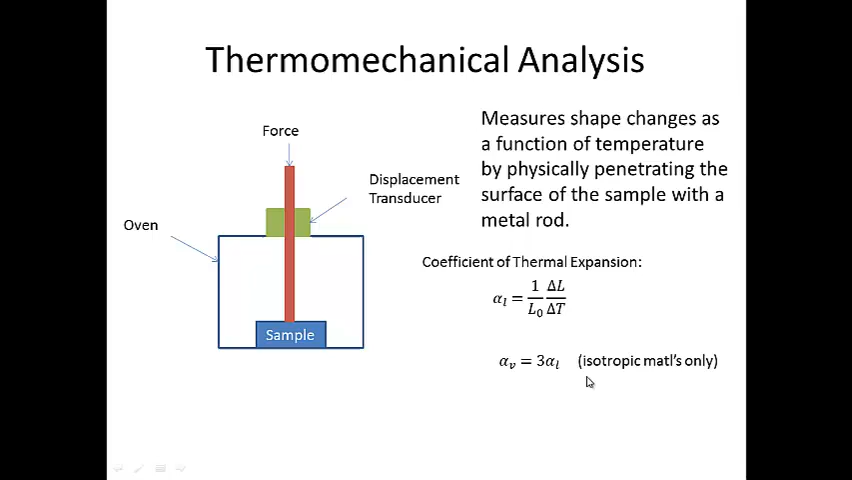 Thermomechanical Analysis
Force
Displacement
Transducer
Oven
Sample
Measures shape changes as
a function of temperature
by physically penetrating the
surface of the sample with a
metal rod.
Coefficient of Thermal Expansion:
α_l = 1/L₀ ΔL/ΔT
α_v = 3α_l (isotropic matl's only)